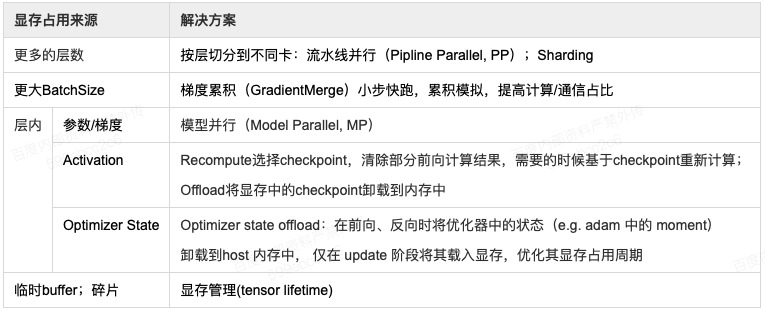 显存占用来源 解决方案
更多的层数 按层切分到不同卡：流水线并行（Pipline Parallel, PP）；Sharding
更大BatchSize 梯度累积（GradientMerge）小步快跑，累积模拟，提高计算/通信占比
层内 参数/梯度 模型并行（Model Parallel, MP）
Activation Recompute选择checkpoint，清除部分前向计算结果，需要的时候基于checkpoint重新计算；
Offload将显存中的checkpoint卸载到内存中
Optimizer State Optimizer state offload：在前向、反向时将优化器中的状态（e.g. adam 中的 moment）
卸载到host 内存中， 仅在 update 阶段将其载入显存，优化其显存占用周期
临时buffer；碎片 显存管理(tensor lifetime)